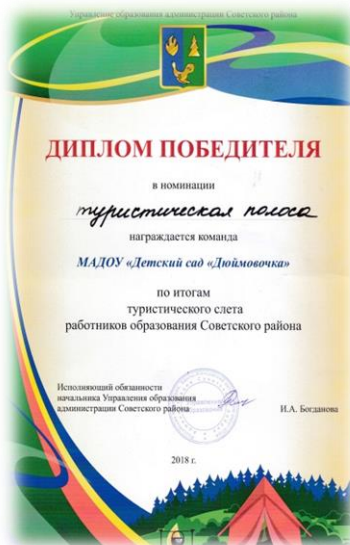 Управление образования администрации Советского района
ДИПЛОМ ПОБЕДИТЕЛЯ
в номинации
туристическая полоса
награждается команда
МАДОУ «Детский сад «Дюймовочка»
по итогам
туристического слета
работников образования Советского района
Исполняющий обязанности
начальника Управления образования
администрации Советского района
И.А. Богданова
2018 г.